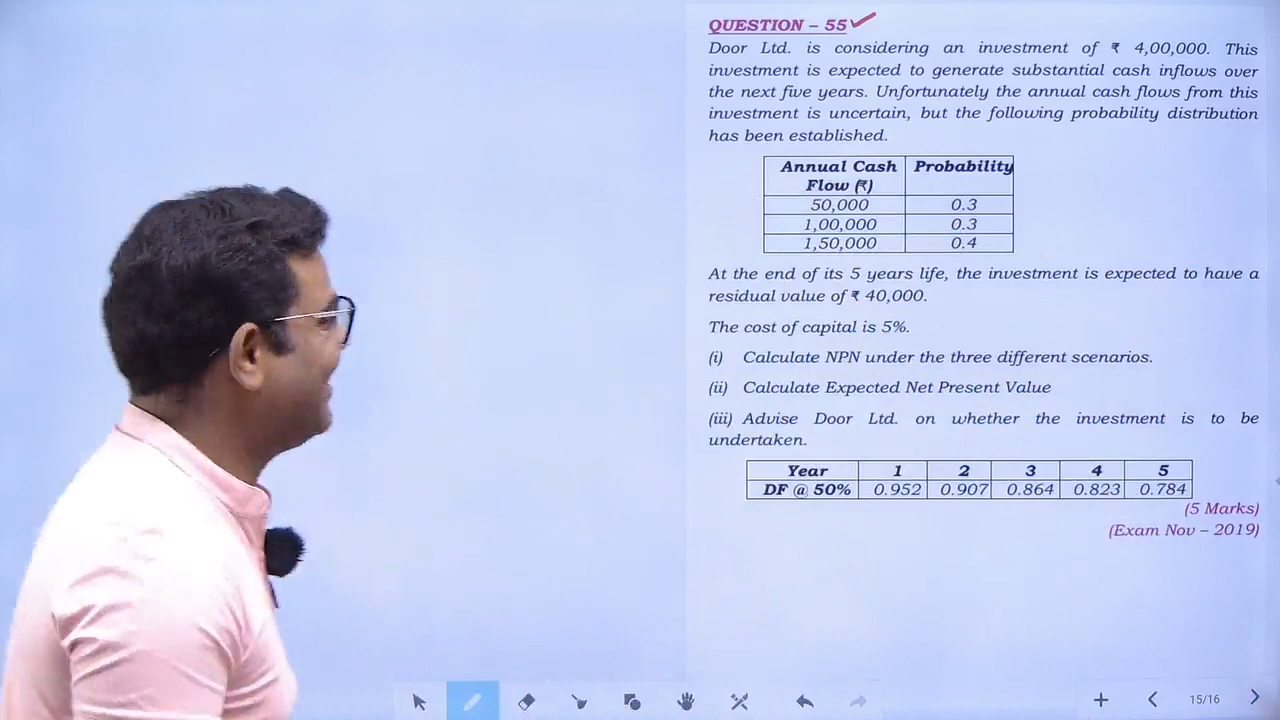 QUESTION – 55
Door Ltd. is considering an investment of ₹ 4,00,000. This
investment is expected to generate substantial cash inflows over
the next five years. Unfortunately the annual cash flows from this
investment is uncertain, but the following probability distribution
has been established.
Annual Cash Flow (₹) Probability
50,000 0.3
1,00,000 0.3
1,50,000 0.4
At the end of its 5 years life, the investment is expected to have a
residual value of ₹ 40,000.
The cost of capital is 5%.
(i) Calculate NPN under the three different scenarios.
(ii) Calculate Expected Net Present Value
(iii) Advise Door Ltd. on whether the investment is to be
undertaken.
Year 1 2 3 4 5
DF @ 50% 0.952 0.907 0.864 0.823 0.784
(5 Marks)
(Exam Nov – 2019)
15/16